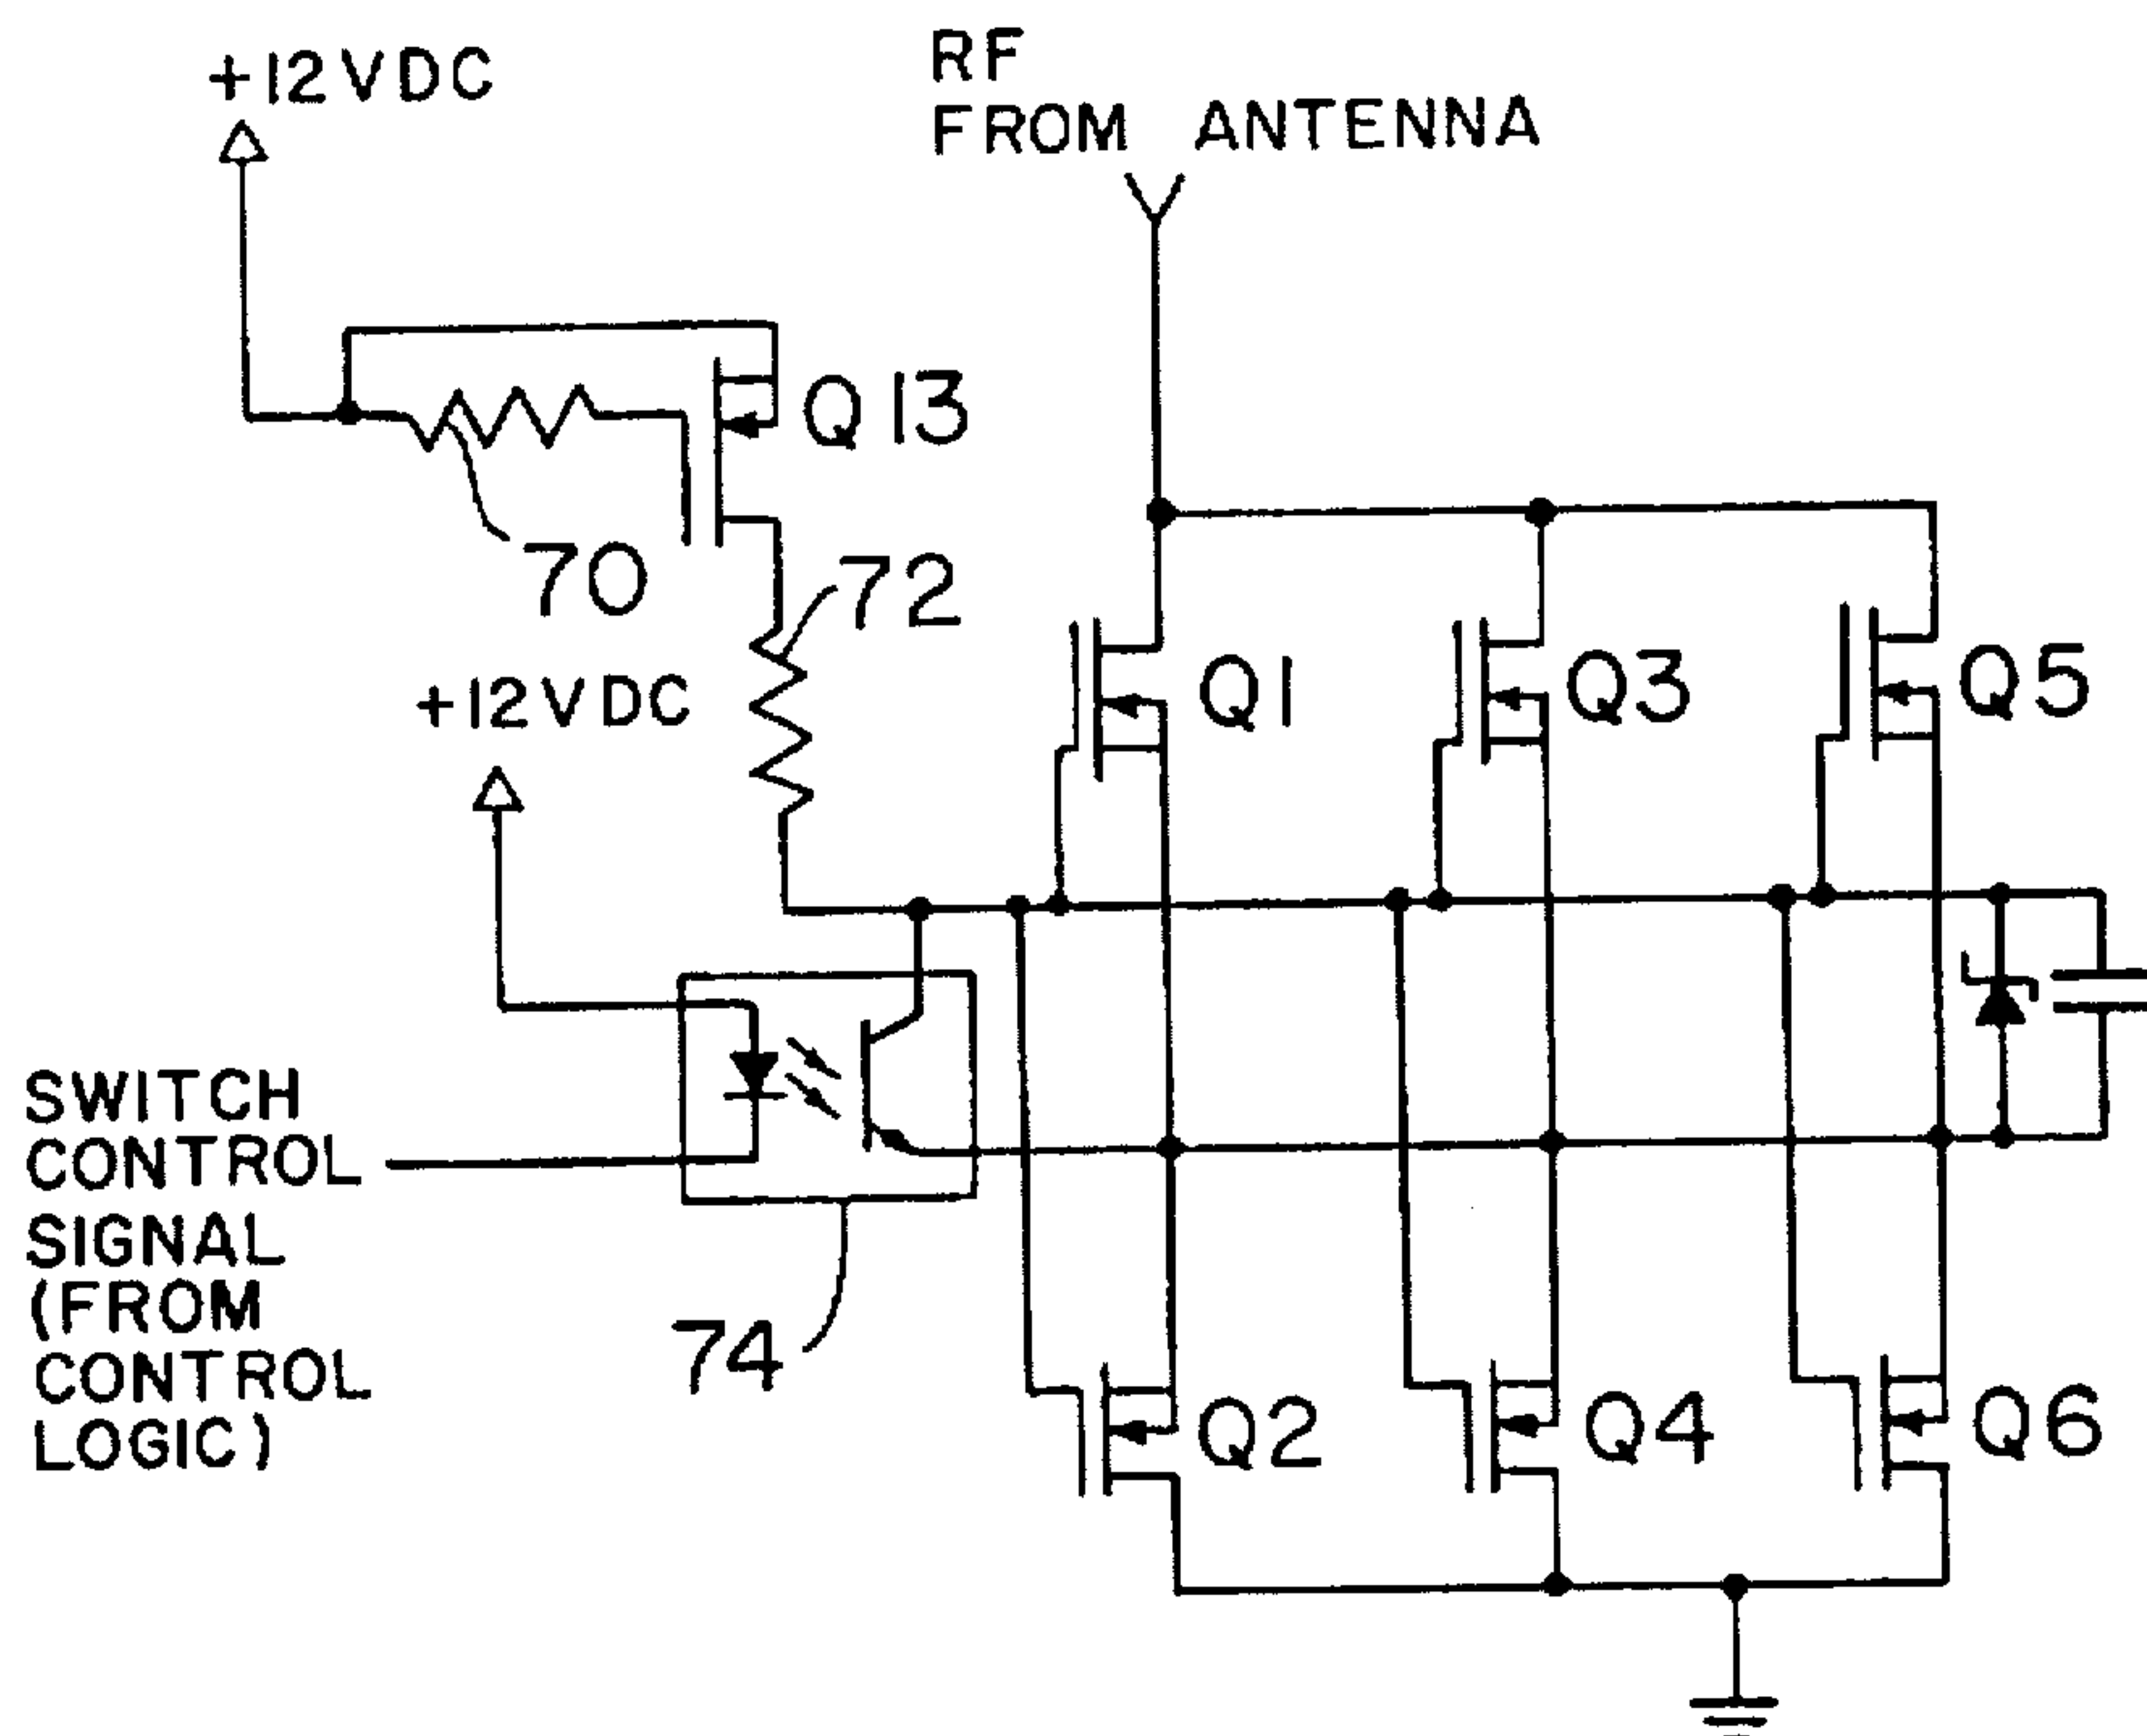 +12VDC
RF
FROM ANTENNA
Q13
70
72
+12VDC
Q1
Q3
Q5
SWITCH
CONTROL
SIGNAL
(FROM
CONTROL
LOGIC)
74
Q2
Q4
Q6